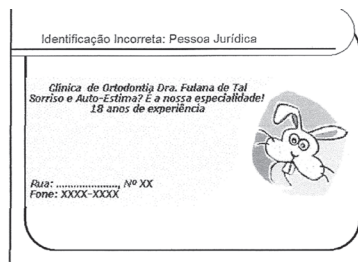 Identificação Incorreta: Pessoa Jurídica
Clínica de Ortodontia Dra. Fulana de Tal
Sorriso e Auto-Estima? É a nossa especialidade!
18 anos de experiência
Rua: ......................, Nº XX
Fone: XXXX-XXXX